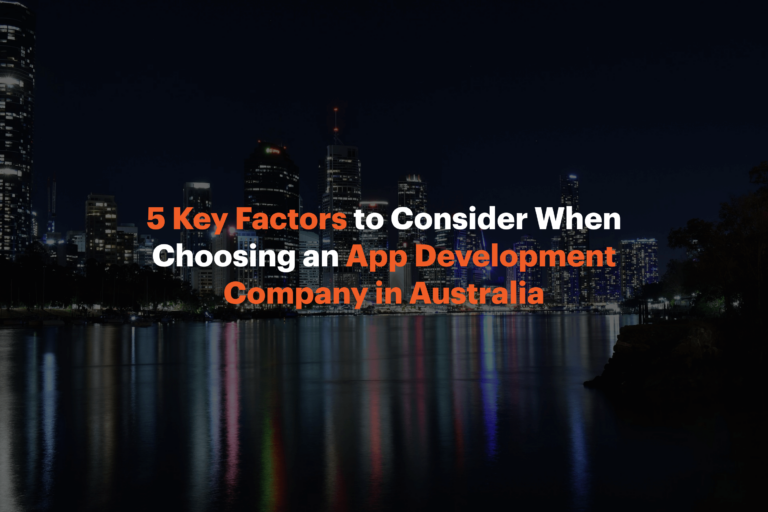 5 Key Factors to Consider When
Choosing an App Development
Company in Australia